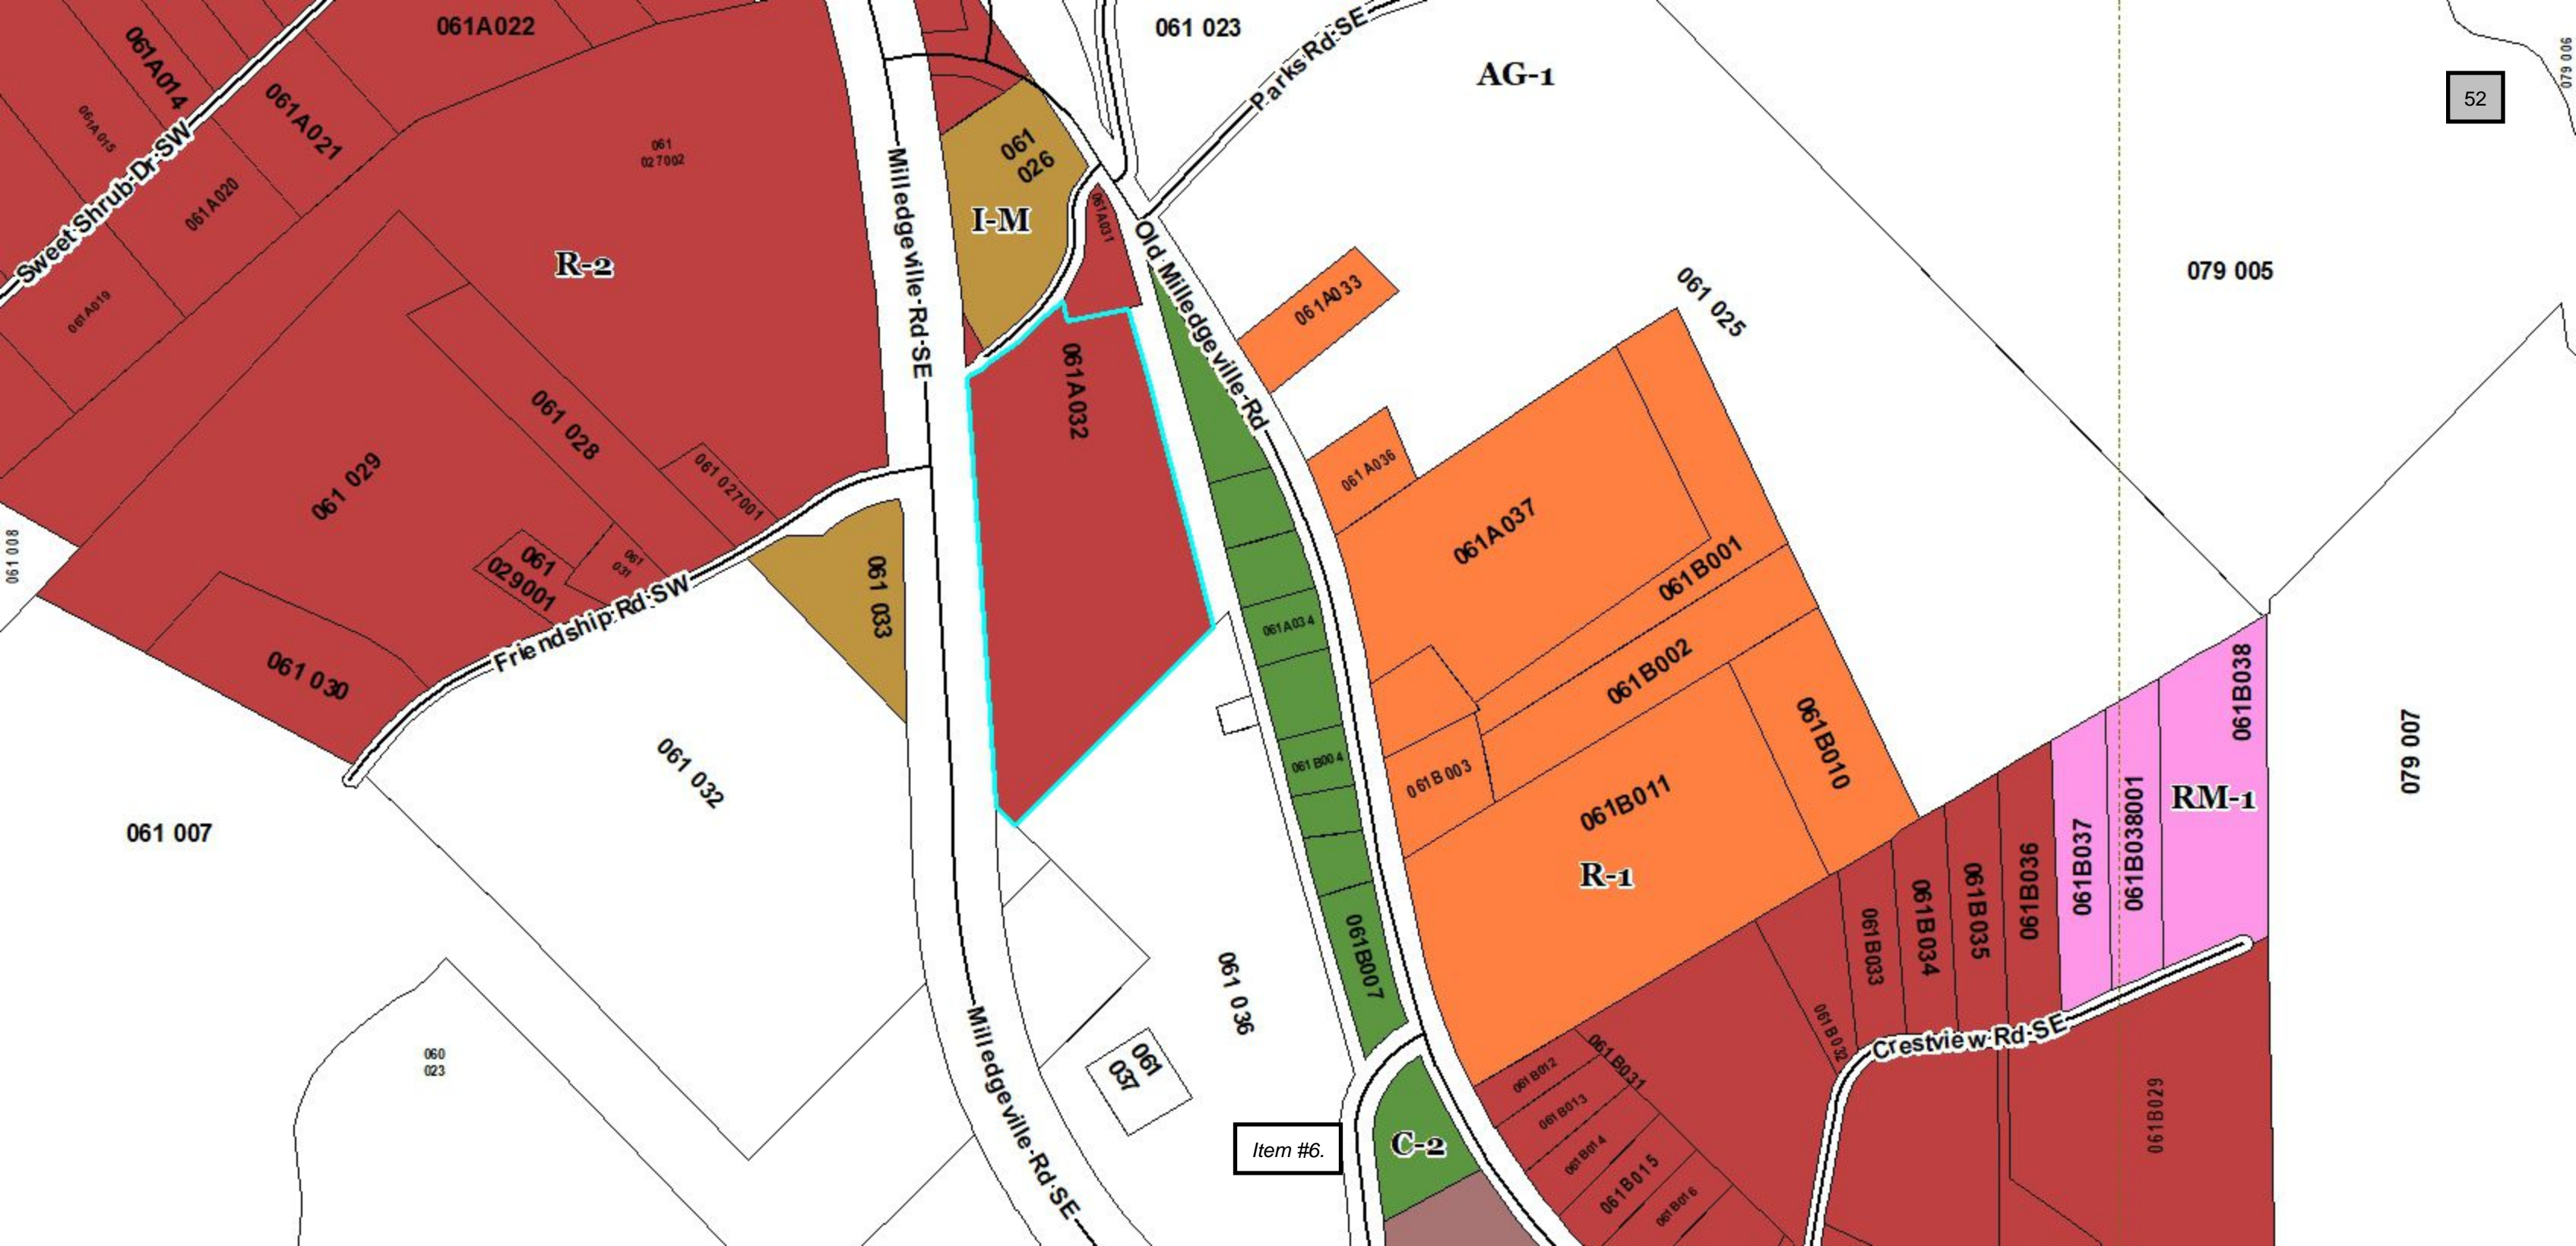 061A022
061 023
Parks Rd SE
AG-1
079 006
52
061A014
061A015
061A021
061A020
Sweet Shrub Dr SW
061A019
061
027002
R-2
Milledgeville Rd SE
061
026
I-M
061A031
Old Milledgeville Rd
061A033
061 025
079 005
061A032
061 028
061 029
061 027001
061 A036
061A037
061 008
061
029001
061
031
Friendship Rd SW
061 033
061A034
061B001
061B002
061 030
061 032
061 007
061B004
061B003
061B010
061B011
R-1
061B038
RM-1
061B038001
061B037
061B036
061B035
061B034
061B033
079 007
061 036
061B007
060
023
061
037
Milledgeville Rd SE
061B032
Crestview Rd SE
061B012
061B031
061B013
061B014
061B015
061B016
061B029
Item #6.
C-2